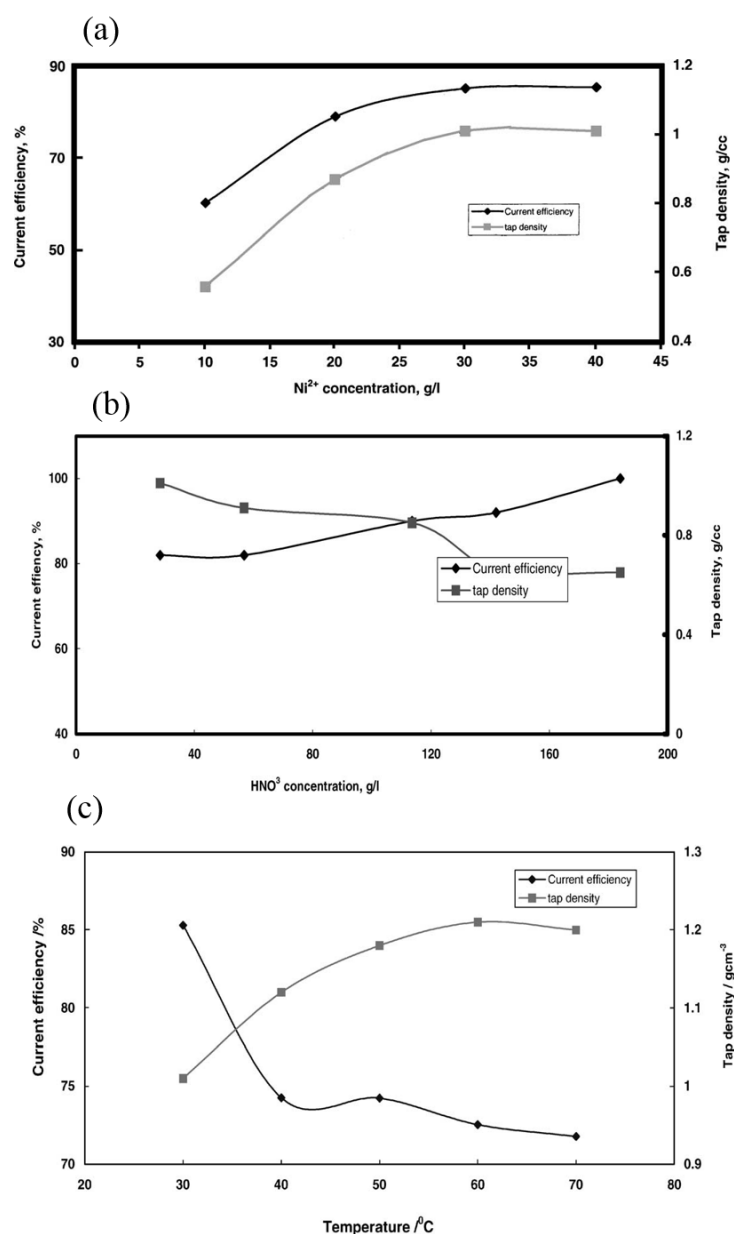 (a)
90
70
50
30
Current efficiency, %
1.2
1
0.8
0.6
0.4
Tap density, g/cc
Current efficiency
tap density
0 5 10 15 20 25 30 35 40 45
Ni²⁺ concentration, g/l
(b)
100
80
60
40
Current effiency, %
1.2
0.8
0.4
0
Tap density, g/cc
Current efficiency
tap density
0 40 80 120 160 200
HNO³ concentration, g/l
(c)
90
85
80
75
70
Current efficiency /%
1.3
1.2
1.1
1
0.9
Tap density / gcm⁻³
Current efficiency
tap density
20 30 40 50 60 70 80
Temperature /⁰C